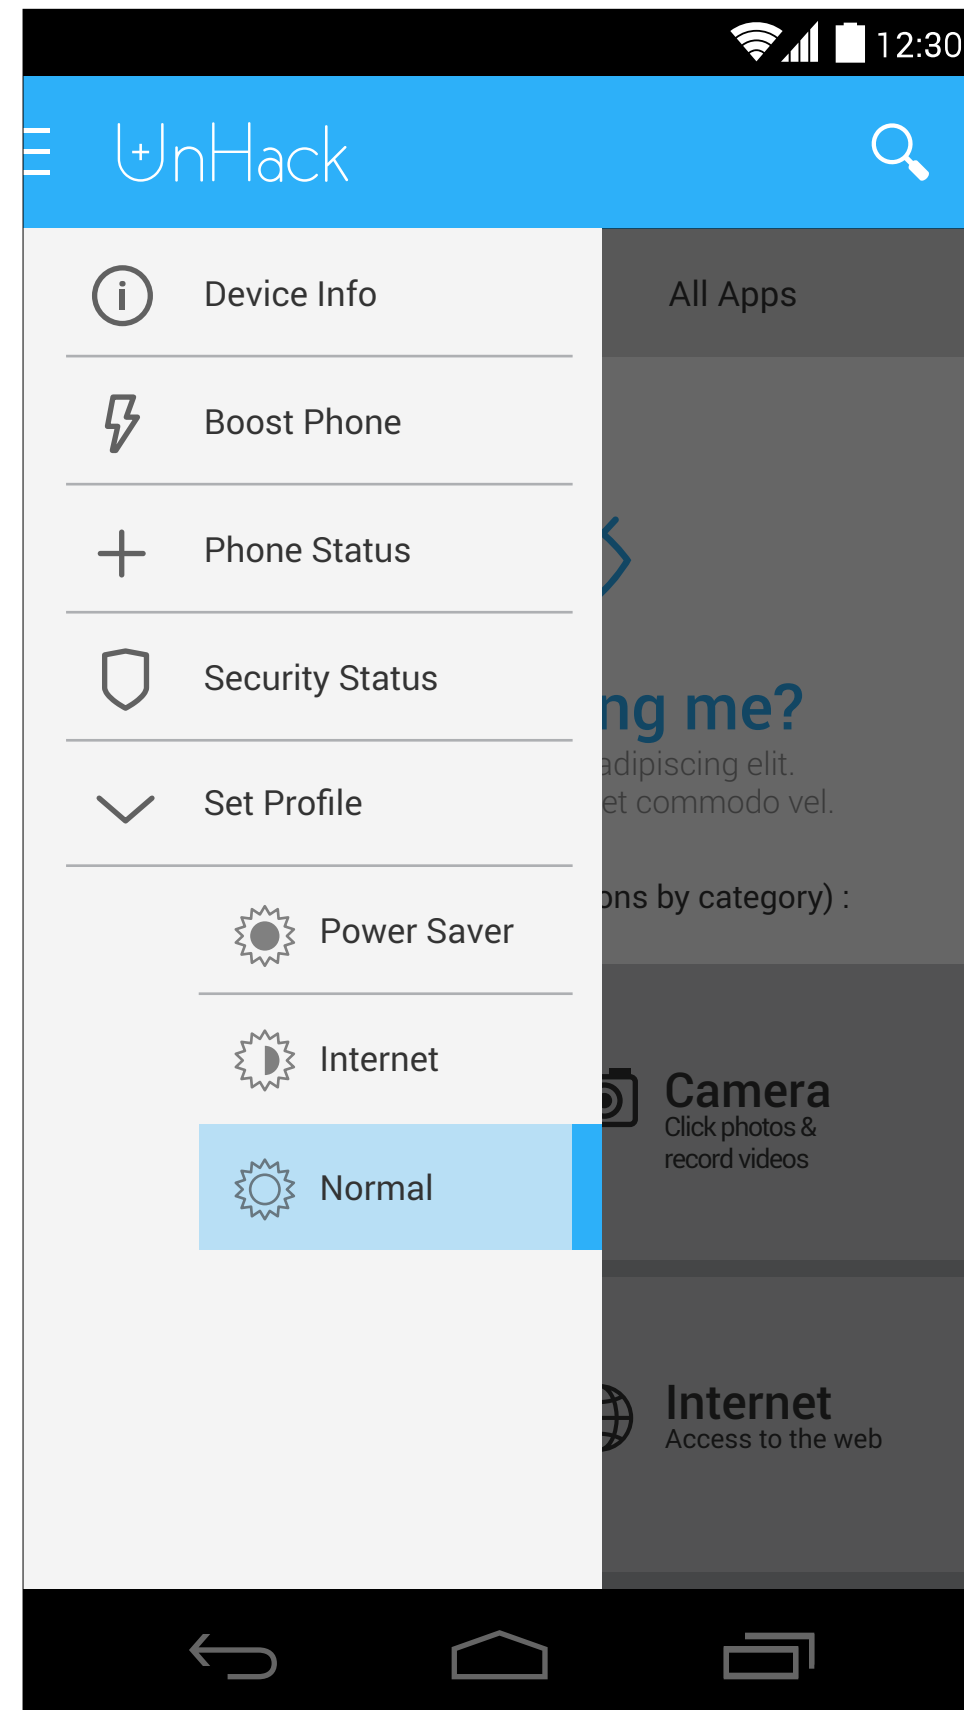 12:30
UnHack
Device Info
All Apps
Boost Phone
Phone Status
Security Status
ng me?
adipiscing elit.
et commodo vel.
Set Profile
ons by category) :
Power Saver
Internet
Camera
Click photos &
record videos
Normal
Internet
Access to the web